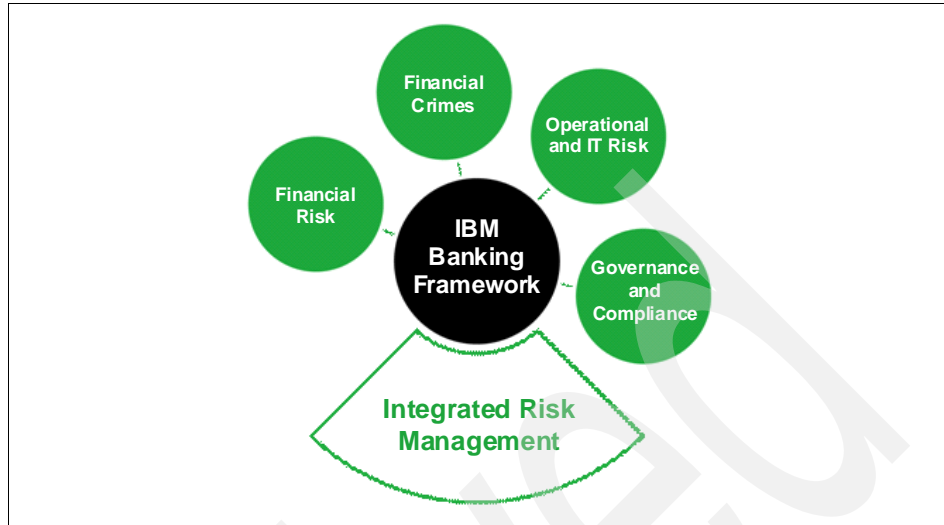 Financial
Crimes
Operational
and IT Risk
Financial
Risk
IBM
Banking
Framework
Governance
and
Compliance
Integrated Risk
Management